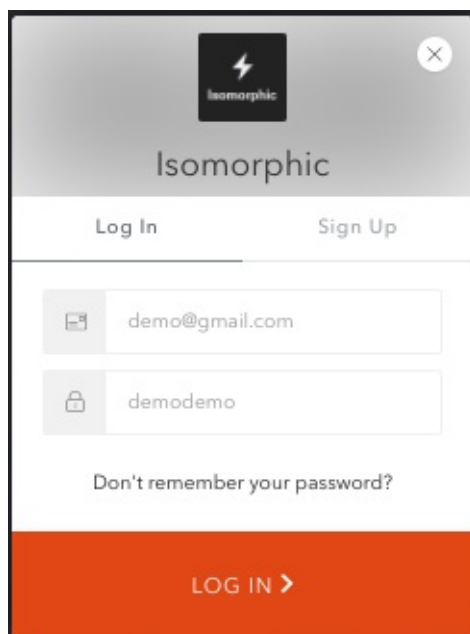 Isomorphic
Isomorphic
Log In Sign Up
demo@gmail.com
demodemo
Don't remember your password?
LOG IN